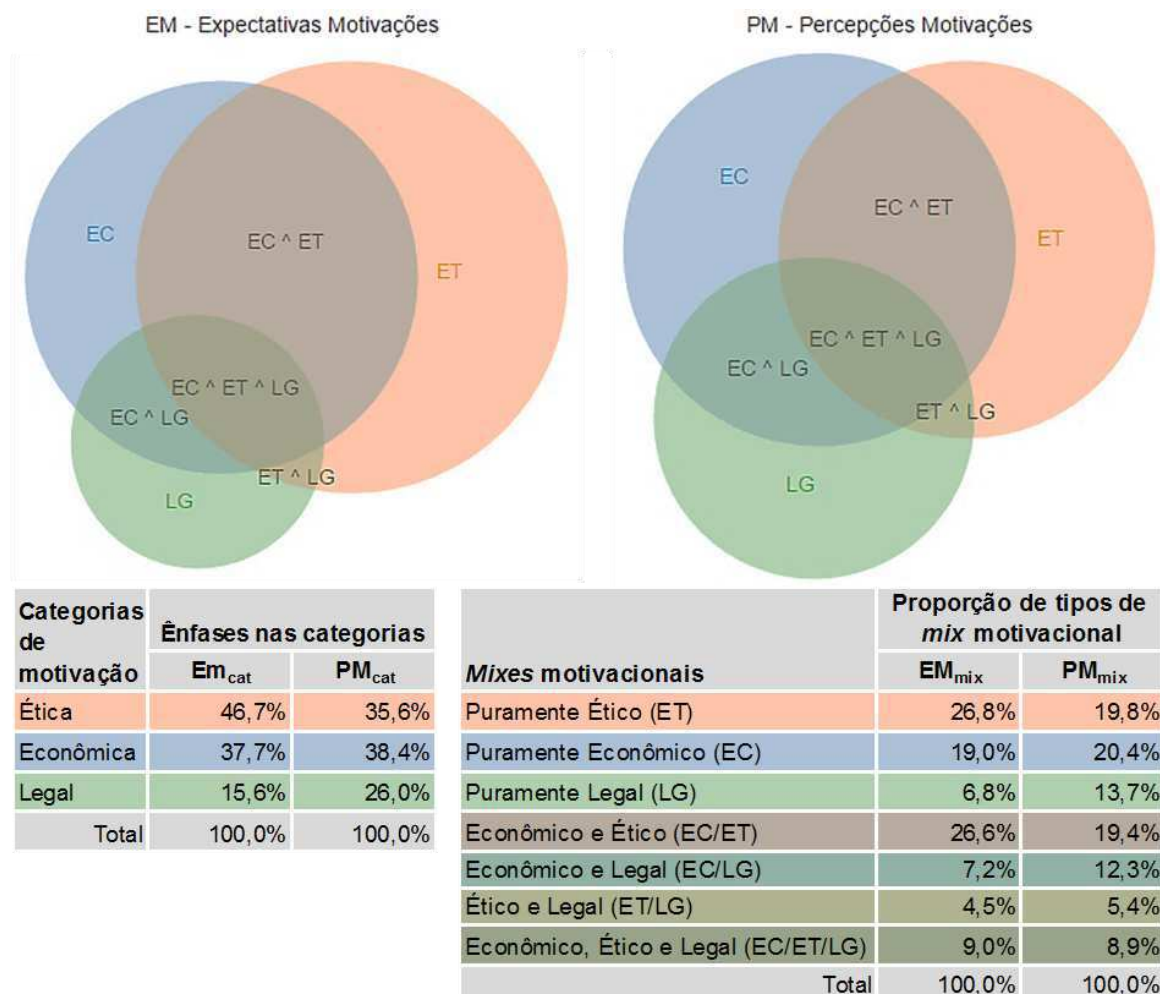 EM - Expectativas Motivações
PM - Percepções Motivações
EC
EC ^ ET
ET
EC ^ ET ^ LG
EC ^ LG
ET ^ LG
LG
EC
EC ^ ET
ET
EC ^ ET ^ LG
EC ^ LG
ET ^ LG
LG
Categorias de motivação Ênfases nas categorias
Em cat PM cat
Ética 46,7% 35,6%
Econômica 37,7% 38,4%
Legal 15,6% 26,0%
Total 100,0% 100,0%
Mixes motivacionais Proporção de tipos de
mix motivacional
EM mix PM mix
Puramente Ético (ET) 26,8% 19,8%
Puramente Econômico (EC) 19,0% 20,4%
Puramente Legal (LG) 6,8% 13,7%
Econômico e Ético (EC/ET) 26,6% 19,4%
Econômico e Legal (EC/LG) 7,2% 12,3%
Ético e Legal (ET/LG) 4,5% 5,4%
Econômico, Ético e Legal (EC/ET/LG) 9,0% 8,9%
Total 100,0% 100,0%